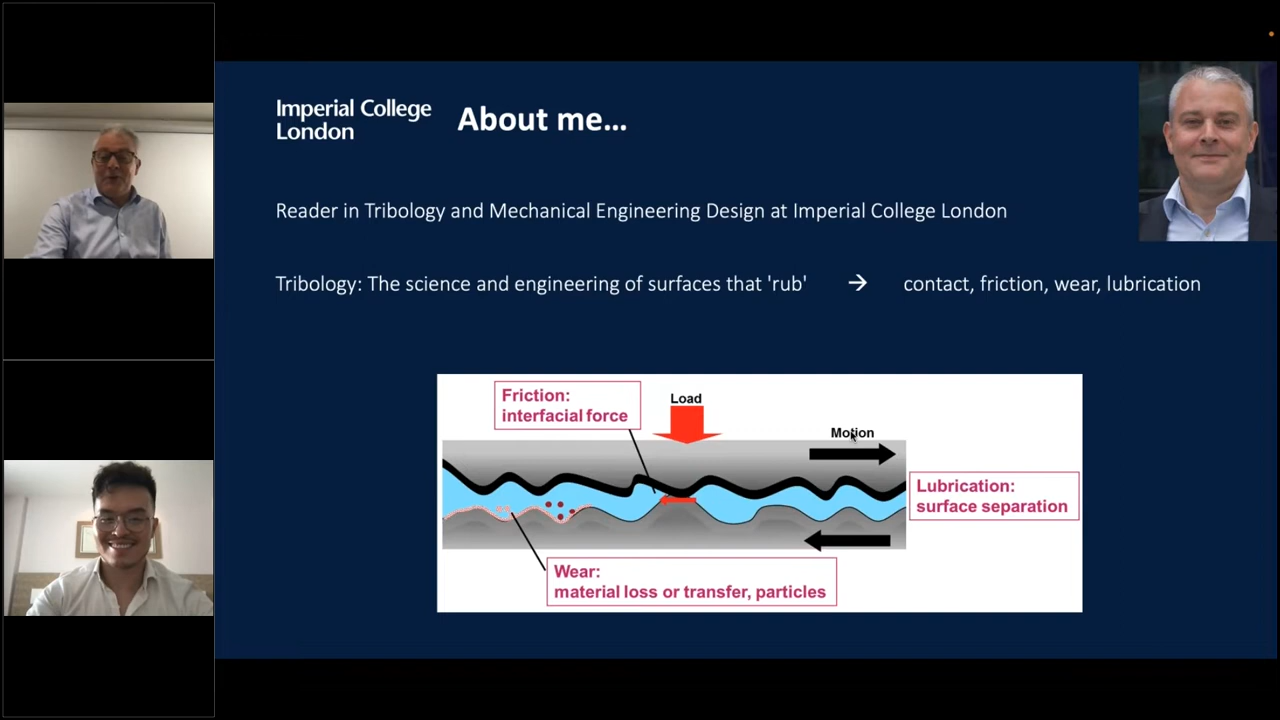 Imperial College
London
About me...
Reader in Tribology and Mechanical Engineering Design at Imperial College London
Tribology: The science and engineering of surfaces that 'rub' → contact, friction, wear, lubrication
Friction:
interfacial force
Load
Motion
Lubrication:
surface separation
Wear:
material loss or transfer, particles